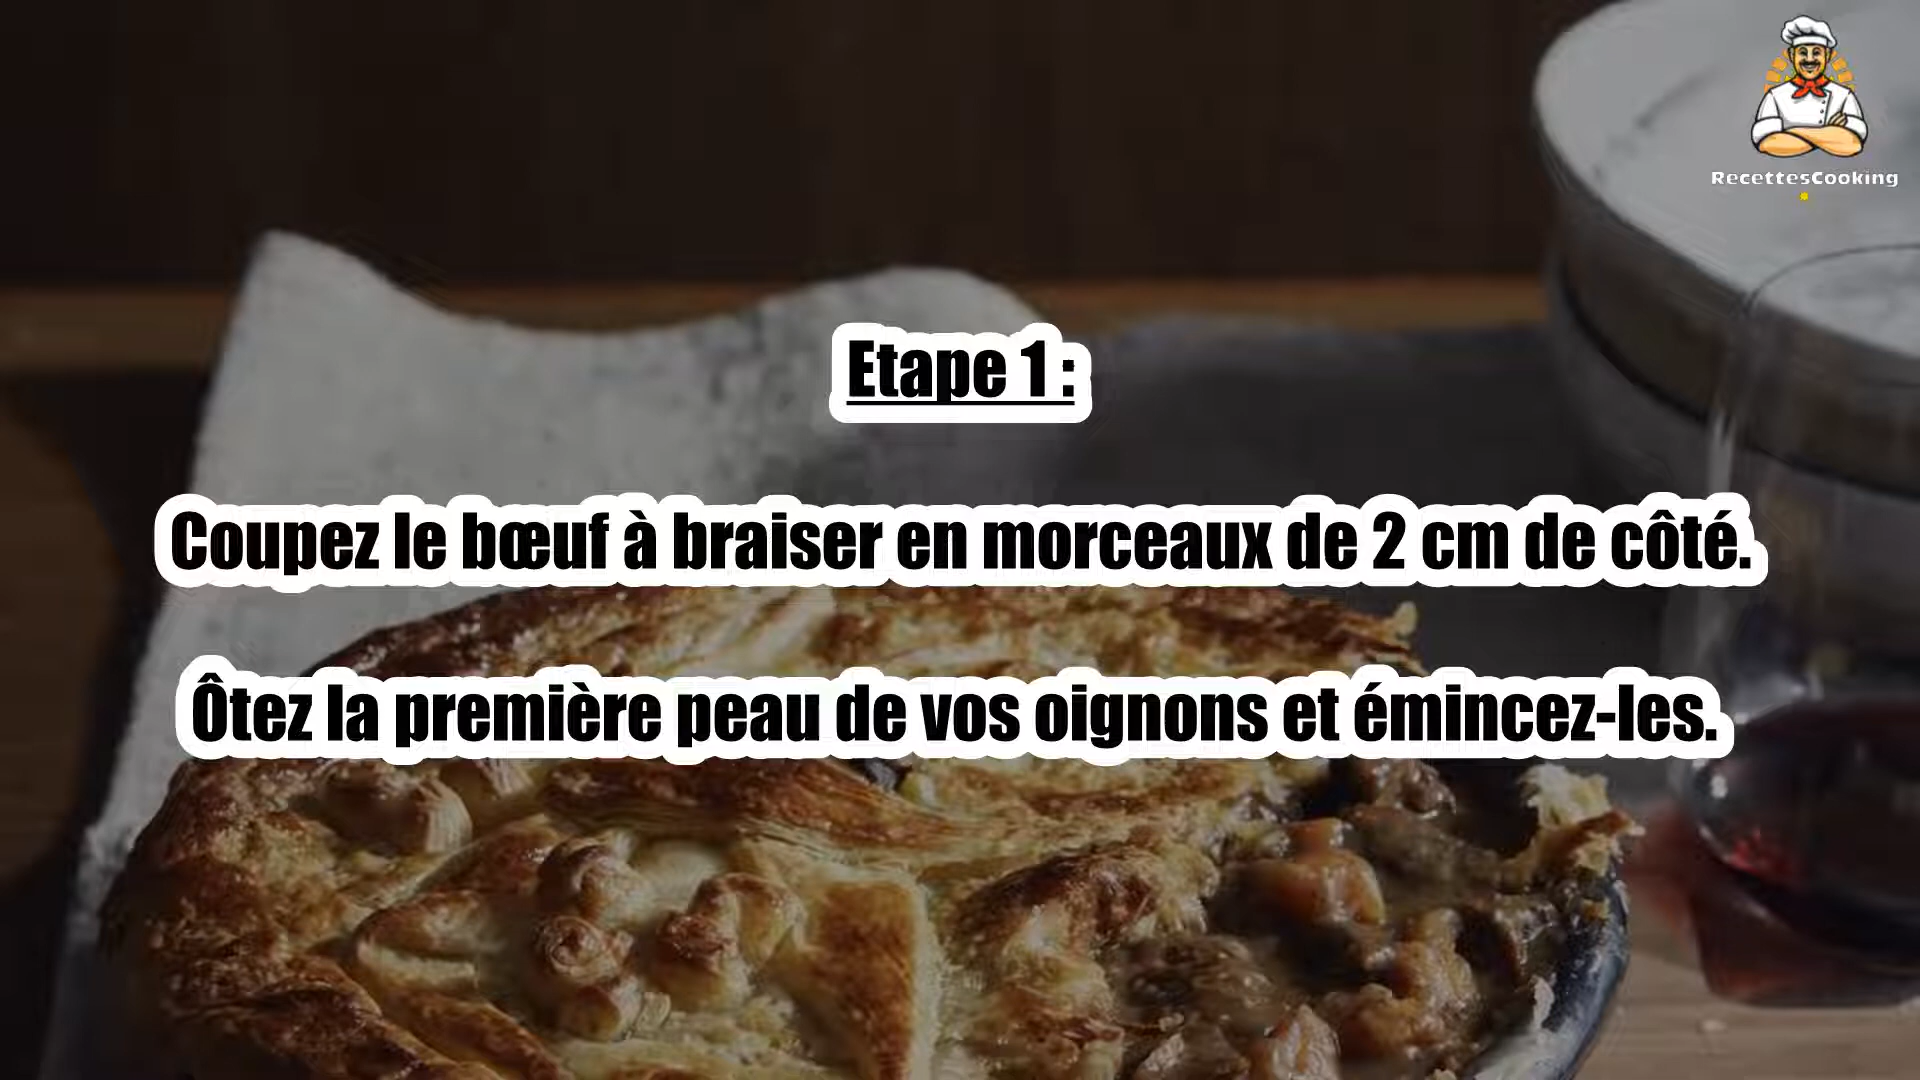 RecettesCooking
Etape 1 :
Coupez le bœuf à braiser en morceaux de 2 cm de côté.
Ôtez la première peau de vos oignons et émincez-les.